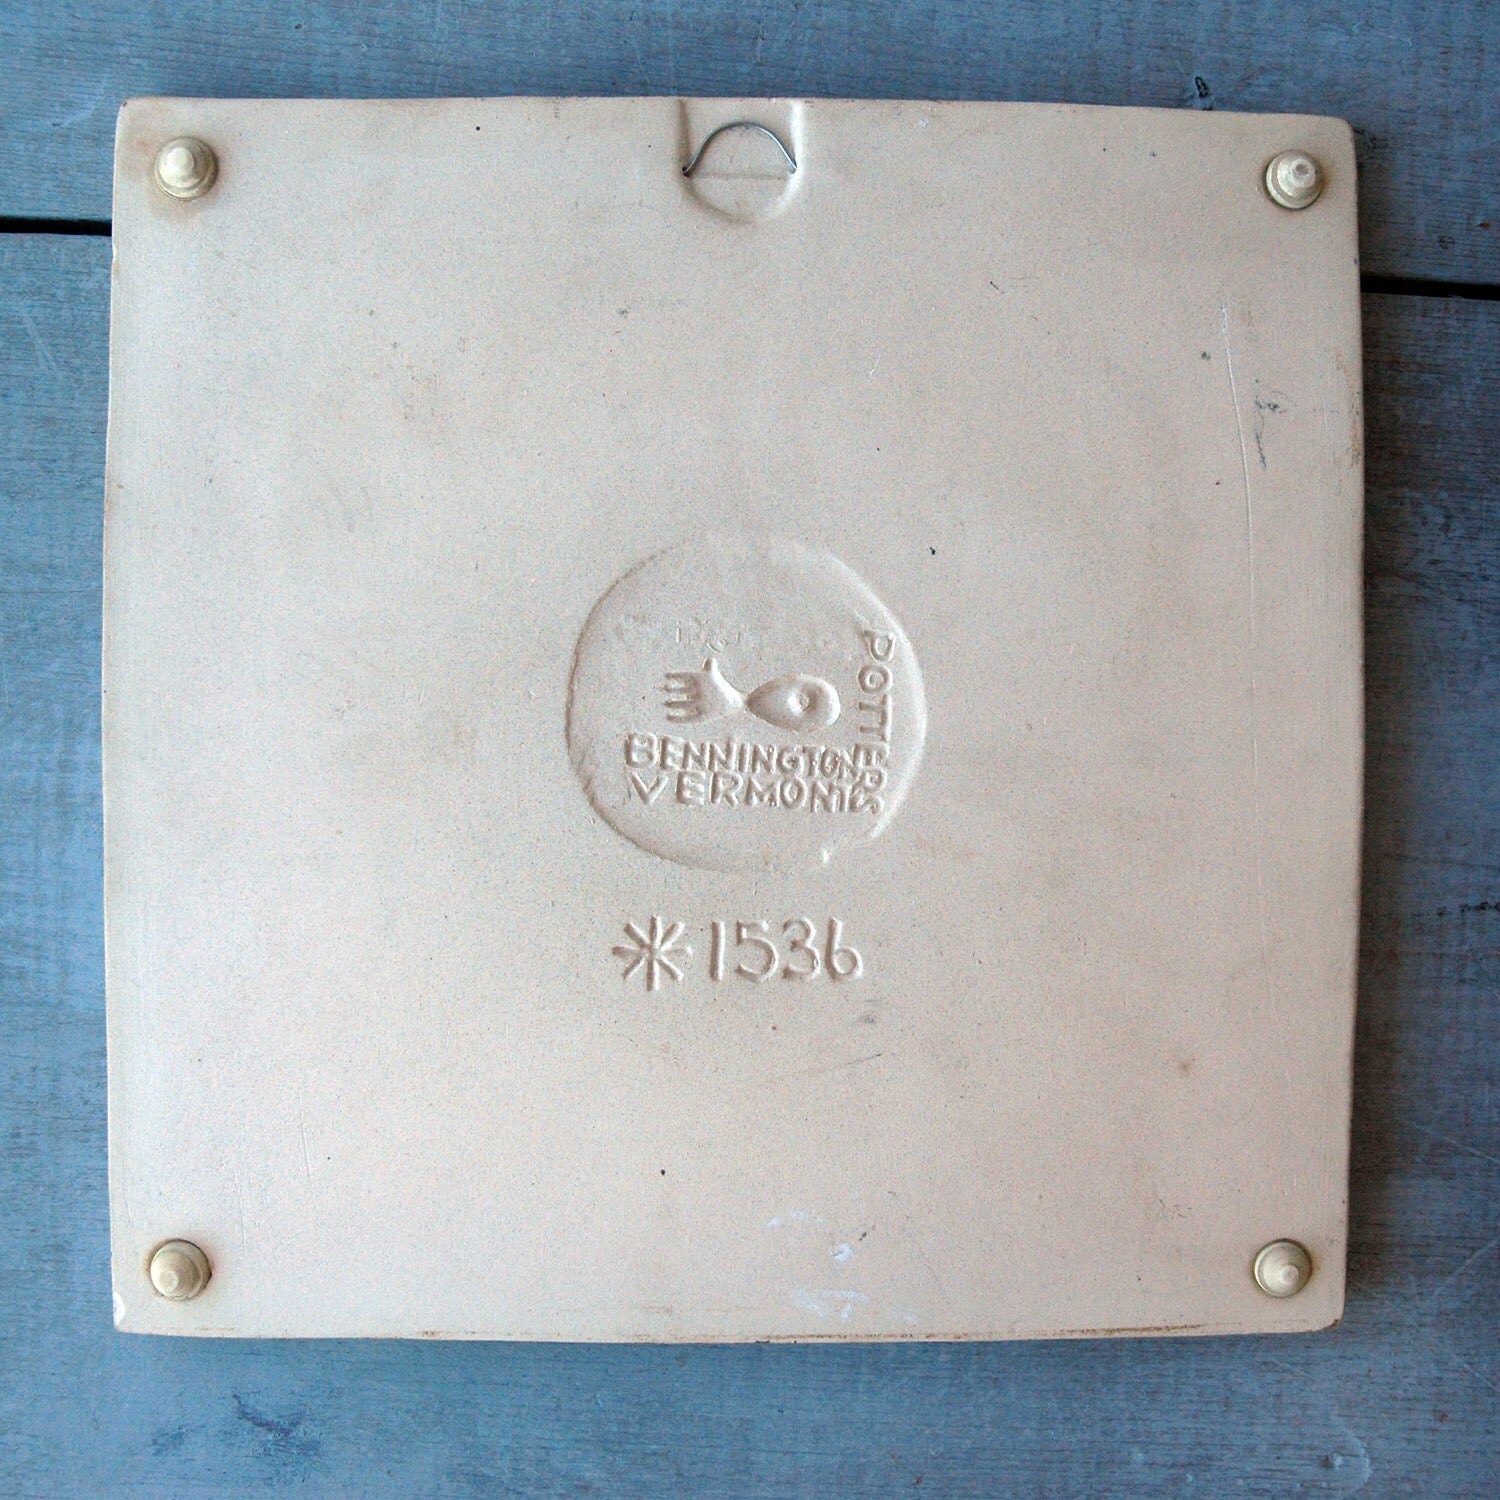 POTTERS
BENNINGTON
VERMONT
*1536